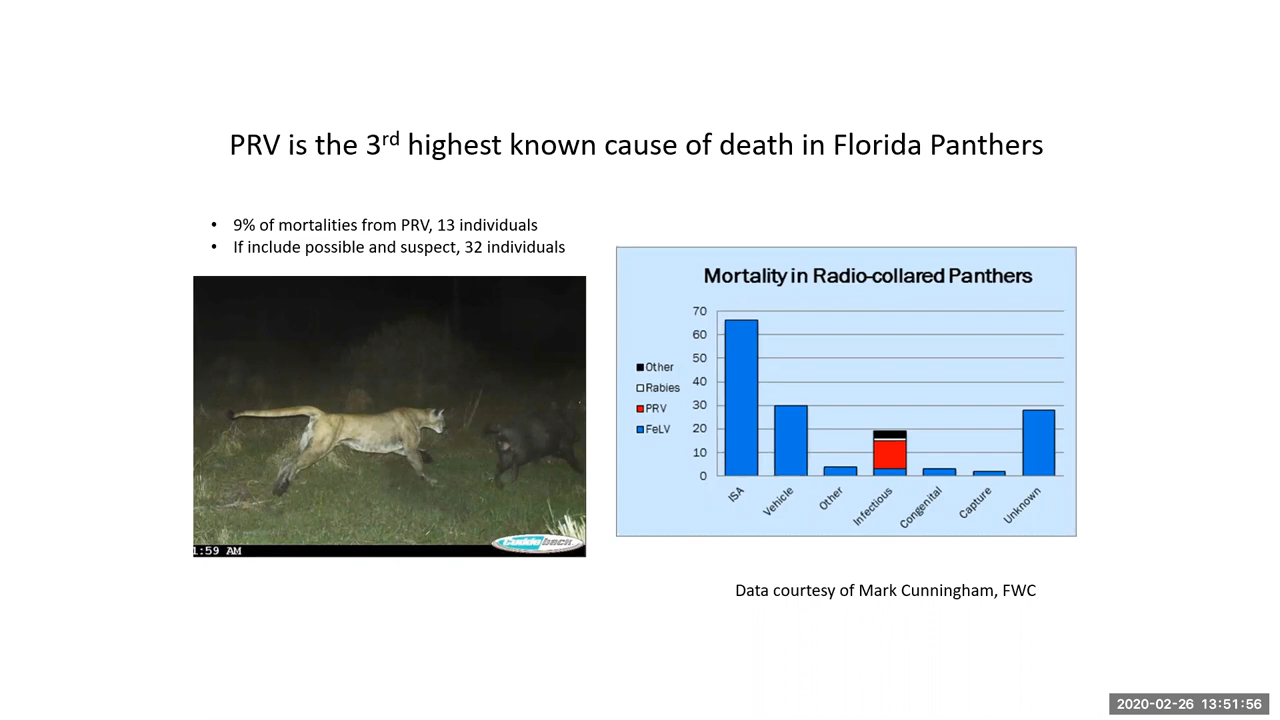 PRV is the 3rd highest known cause of death in Florida Panthers
• 9% of mortalities from PRV, 13 individuals
• If include possible and suspect, 32 individuals
1:59 AM
Cuddeback
Mortality in Radio-collared Panthers
70
60
50
40
30
20
10
0
Other
Rabies
PRV
FeLV
ISA
Vehicle
Other
Infectious
Congenital
Capture
Unknown
Data courtesy of Mark Cunningham, FWC
2020-02-26 13:51:56